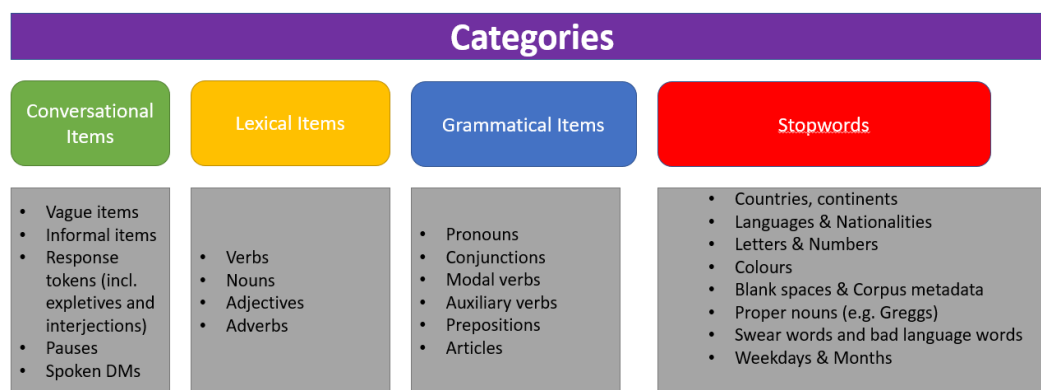 Categories
Conversational
Items
Lexical Items
Grammatical Items
Stopwords
• Vague items
• Informal items
• Response
tokens (incl.
expletives and
interjections)
• Pauses
• Spoken DMs
• Verbs
• Nouns
• Adjectives
• Adverbs
• Pronouns
• Conjunctions
• Modal verbs
• Auxiliary verbs
• Prepositions
• Articles
• Countries, continents
• Languages & Nationalities
• Letters & Numbers
• Colours
• Blank spaces & Corpus metadata
• Proper nouns (e.g. Greggs)
• Swear words and bad language words
• Weekdays & Months